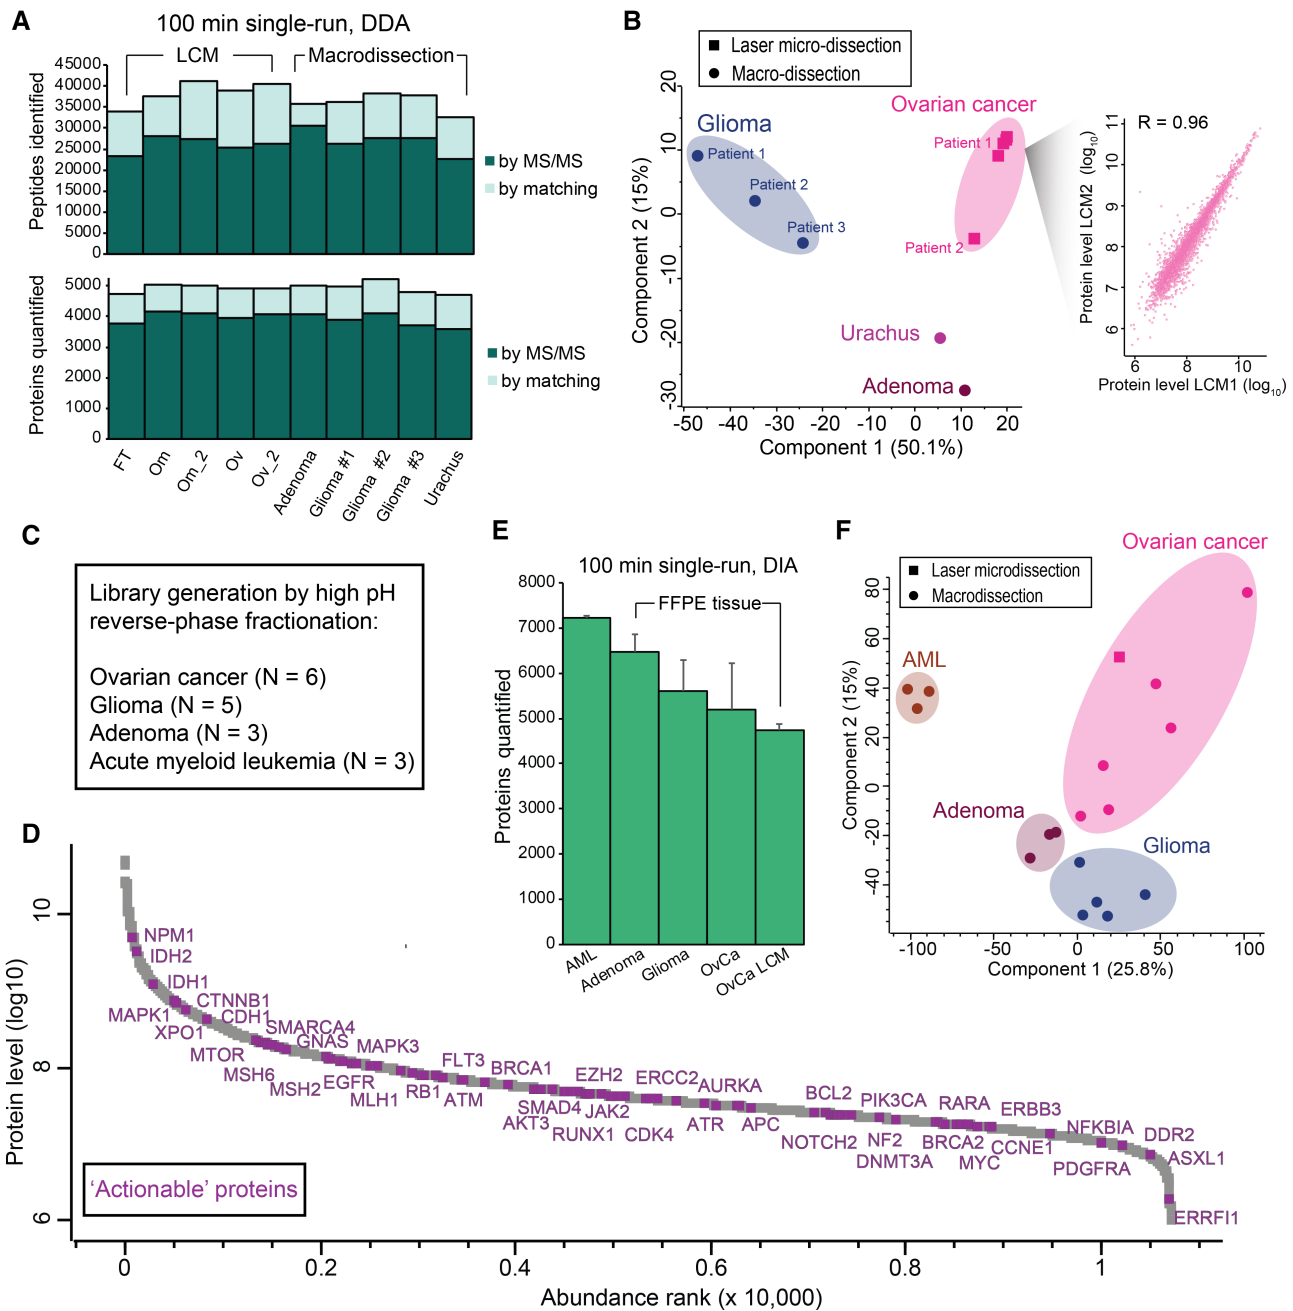 A
100 min single-run, DDA
LCM
Macrodissection
Peptides identified
45000
40000
35000
30000
25000
20000
15000
10000
5000
0
by MS/MS
by matching
Proteins quantified
5000
4000
3000
2000
1000
0
by MS/MS
by matching
FT
Om
Om_2
Ov
Ov_2
Adenoma
Glioma #1
Glioma #2
Glioma #3
Urachus
B
Laser micro-dissection
Macro-dissection
Component 2 (15%)
20
10
0
-10
-20
-30
Glioma
Patient 1
Patient 2
Patient 3
Ovarian cancer
Patient 1
Patient 2
Urachus
Adenoma
-50 -40 -30 -20 -10 0 10 20
Component 1 (50.1%)
R = 0.96
Protein level LCM2 (log10)
11
10
9
8
7
6
6 8 10
Protein level LCM1 (log10)
C
Library generation by high pH
reverse-phase fractionation:
Ovarian cancer (N = 6)
Glioma (N = 5)
Adenoma (N = 3)
Acute myeloid leukemia (N = 3)
E
100 min single-run, DIA
FFPE tissue
Proteins quantified
8000
7000
6000
5000
4000
3000
2000
1000
0
AML
Adenoma
Glioma
OvCa
OvCa LCM
F
Ovarian cancer
Laser microdissection
Macrodissection
AML
Adenoma
Glioma
Component 2 (15%)
80
60
40
20
0
-20
-40
-100 -50 0 50 100
Component 1 (25.8%)
D
Protein level (log10)
10
8
6
NPM1
IDH2
IDH1
MAPK1
CTNNB1
XPO1
CDH1
MTOR
SMARCA4
MSH6
GNAS
MSH2
MAPK3
EGFR
MLH1
RB1
FLT3
ATM
BRCA1
AKT3
SMAD4
RUNX1
EZH2
JAK2
CDK4
ERCC2
ATR
AURKA
APC
NOTCH2
BCL2
PIK3CA
NF2
DNMT3A
BRCA2
RARA
MYC
CCNE1
ERBB3
PDGFRA
NFKBIA
DDR2
ASXL1
ERRFI1
‘Actionable’ proteins
0 0.2 0.4 0.6 0.8 1
Abundance rank (x 10,000)